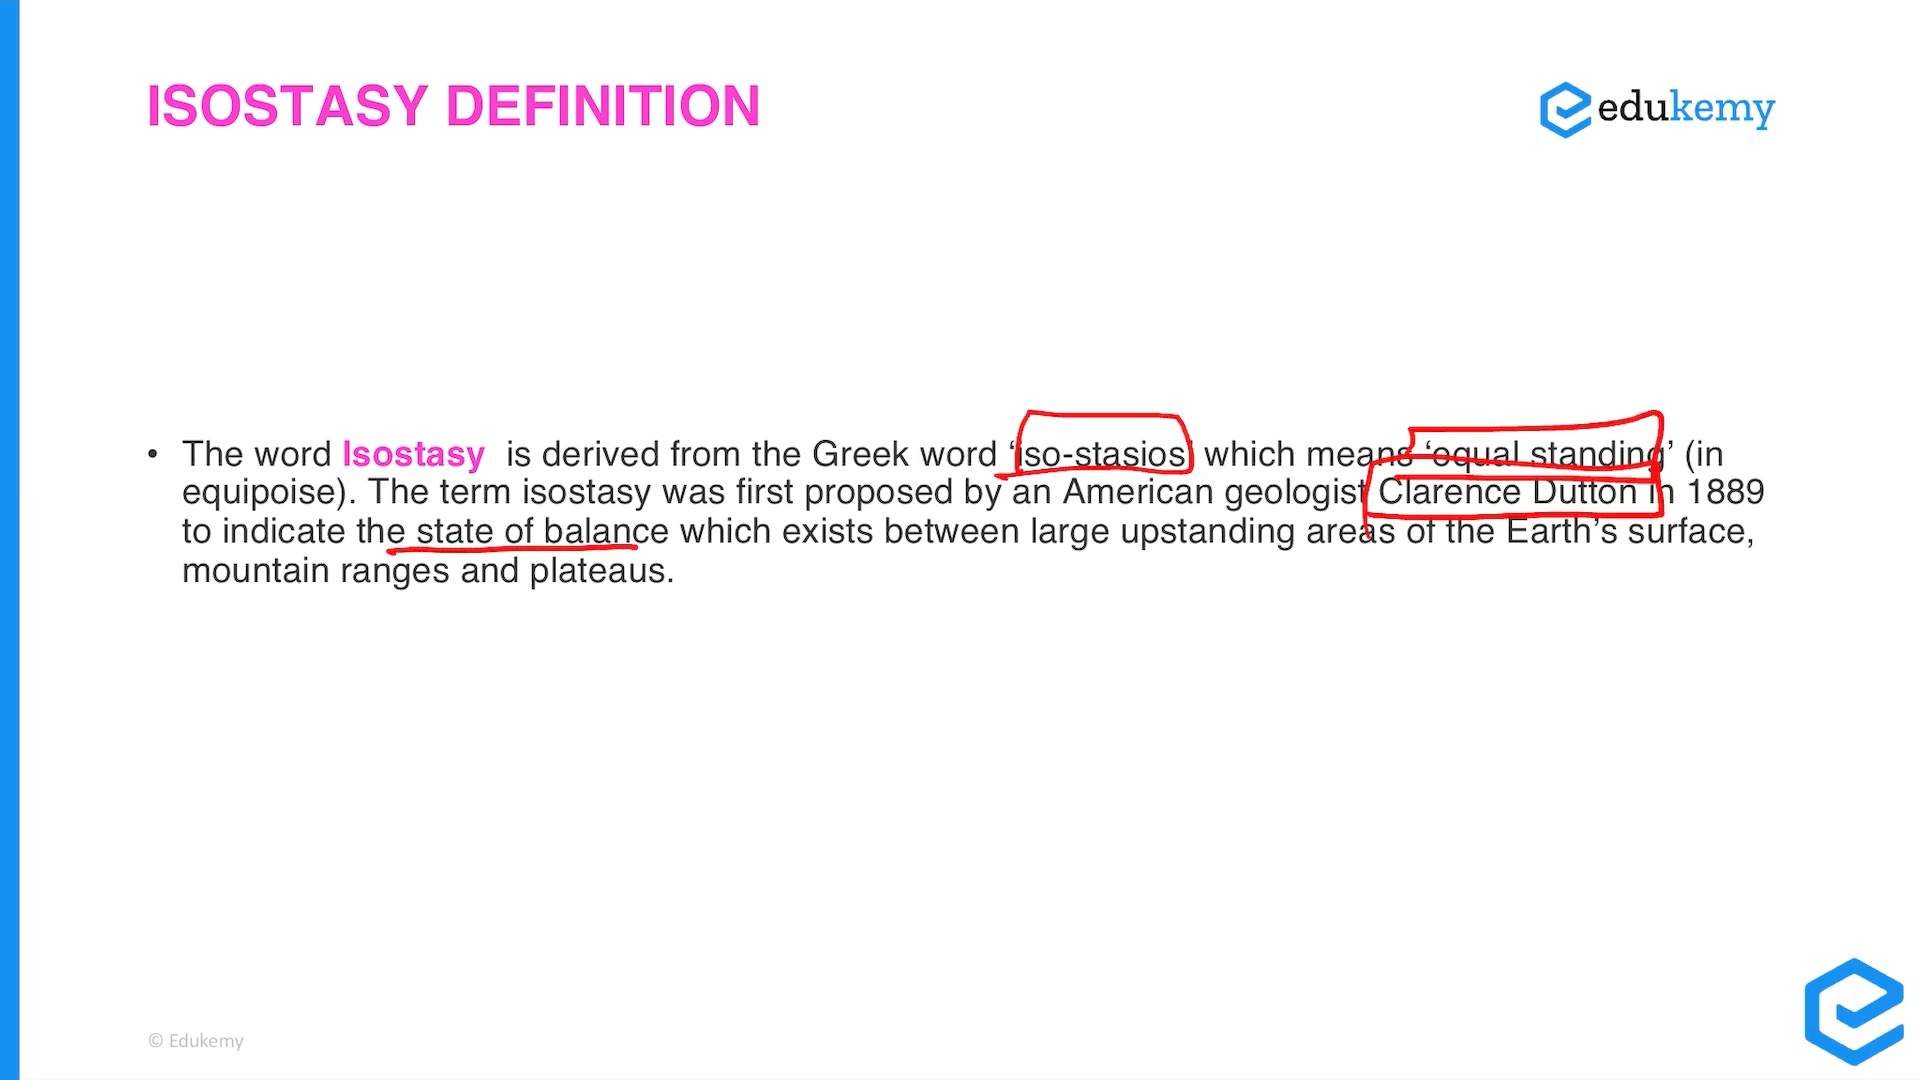 ISOSTASY DEFINITION
edukemy
• The word Isostasy is derived from the Greek word ‘iso-stasios’ which means ‘equal standing’ (in
equipoise). The term isostasy was first proposed by an American geologist Clarence Dutton in 1889
to indicate the state of balance which exists between large upstanding areas of the Earth’s surface,
mountain ranges and plateaus.
© Edukemy